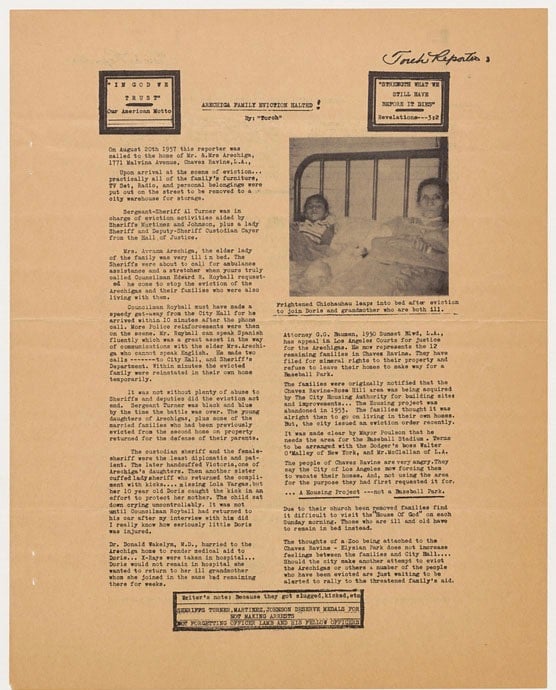 Torch Reporter 3
"IN GOD WE
TRUST"
Our American Motto
"STRENGTH WHAT WE
STILL HAVE
BEFORE IT DIES"
Revelations---3:2
ARECHIGA FAMILY EVICTION HALTED!
By: "Torch"
On August 20th 1957 this reporter was
called to the home of Mr. &.Mrs Arechiga,
1771 Malvina Avenue, Chavez Ravine,L.A.,
Upon arrival at the scene of eviction...
practically all of the family's furniture,
TV Set, Radio, and personal belongings were
put out on the street to be removed to a
city warehouse for storage.
Sergeant-Sheriff Al Turner was in
charge of eviction activities aided by
Sheriffs Martinez and Johnson, plus a lady
Sheriff and Deputy-Sheriff Custodian Cayer
from the Hall of Justice.
Mrs. Avrana Arechiga, the elder lady
of the family was very ill in bed. The
Sheriffs were about to call for ambulance
assistance and a stretcher when yours truly
called Councilman Edward R. Roybal request-
ed he come to stop the eviction of the
Arechigas and their families who were also
living with them.
Councilman Roybal must have made a
speedy get-away from the City Hall for he
arrived within 10 minutes after the phone
call. More Police reinforcements were then
on the scene. Mr. Roybal can speak Spanish
fluently which was a great asset in the way
of communications with the elder Mrs.Arech-
iga who cannot speak English. He made two
calls -------to City Hall, and Sheriff's
Department. Within minutes the evicted
family were reinstated in their own home
temporarily.
It was not without plenty of abuse to
Sheriffs and deputies did the eviction act
end. Sergeant Turner was black and blue
by the time the battle was over. The young
daughters of Arechiga, plus some of the
married families who had been previously
evicted from the second home on property
returned for the defense of their parents.
The custodian sheriff and the female-
sheriff were the least diplomatic and pat-
ient. The later handcuffed Victoria,one of
Arechiga's daughters. Then another sister
cuffed lady sheriff who returned the compli-
ment with kicks.... alasing Lola Vargas,but
her 10 year old Doris caught the kick in an
effort to protect her mother. The child sat
down crying uncontrollably. It was not
until Councilman Roybal had returned to
his car after my interview with his did
I really know how seriously little Doris
was injured.
Dr. Donald Wakelyn, M.D., hurried to the
Arechiga home to render medical aid to
Doris... X-Rays were taken in hospital...
Doris would not remain in hospital she
wanted to return to her ill grandmother
whom she joined in the same bed remaining
there for weeks.
Frightened Chichauhau leaps into bed after eviction
to join Doris and grandmother who are both ill.
Attorney G.G. Baumen, 1930 Sunset Blvd, L.A.,
has appeal in Los Angeles Courts for Justice
for the Arechigas. He now represents the 12
remaining families in Chavez Ravine. They have
filed for mineral rights to their property and
refuse to leave their homes to make way for a
Baseball Park.
The families were originally notified that the
Chavez Ravine-Rose Hill area was being acquired
by The City Housing Authority for building sites
and improvements... The Housing project was
abandoned in 1953. The families thought it was
alright then to go on living in their own homes.
But, the city issued an eviction order recently.
It was made clear by Mayor Poulson that he
needs the area for the Baseball Stadium. Terms
to be arranged with the Dodger's boss Walter
O'Malley of New York, and Mr.McClellan of L.A.
The people of Chavez Ravine are very angry.They
say the City of Los Angeles now forcing them
to vacate their homes. And, not using the area
for the purpose they had first requested it for.
... A Housing Project ---not a Baseball Park.
Due to their church been removed families find
it difficult to visit the"House Of God" on each
Sunday morning. Those who are ill and old have
to remain in bed instead.
The thoughts of a Zoo being attached to the
Chavez Ravine - Elysian Park does not increase
feelings between the families and City Hall....
Should the city make another attempt to evict
the Arechigas or others a number of the people
who have been evicted are just waiting to be
alerted to rally to the threatened family's aid.
Writer's note; Because they got slugged,kicked,etc
SHERIFFS TURNER,MARTINEZ,JOHNSON DESERVE MEDALS FOR
NOT MAKING ARRESTS
NOT FORGETTING OFFICER LAMB AND HIS FELLOW OFFICERS